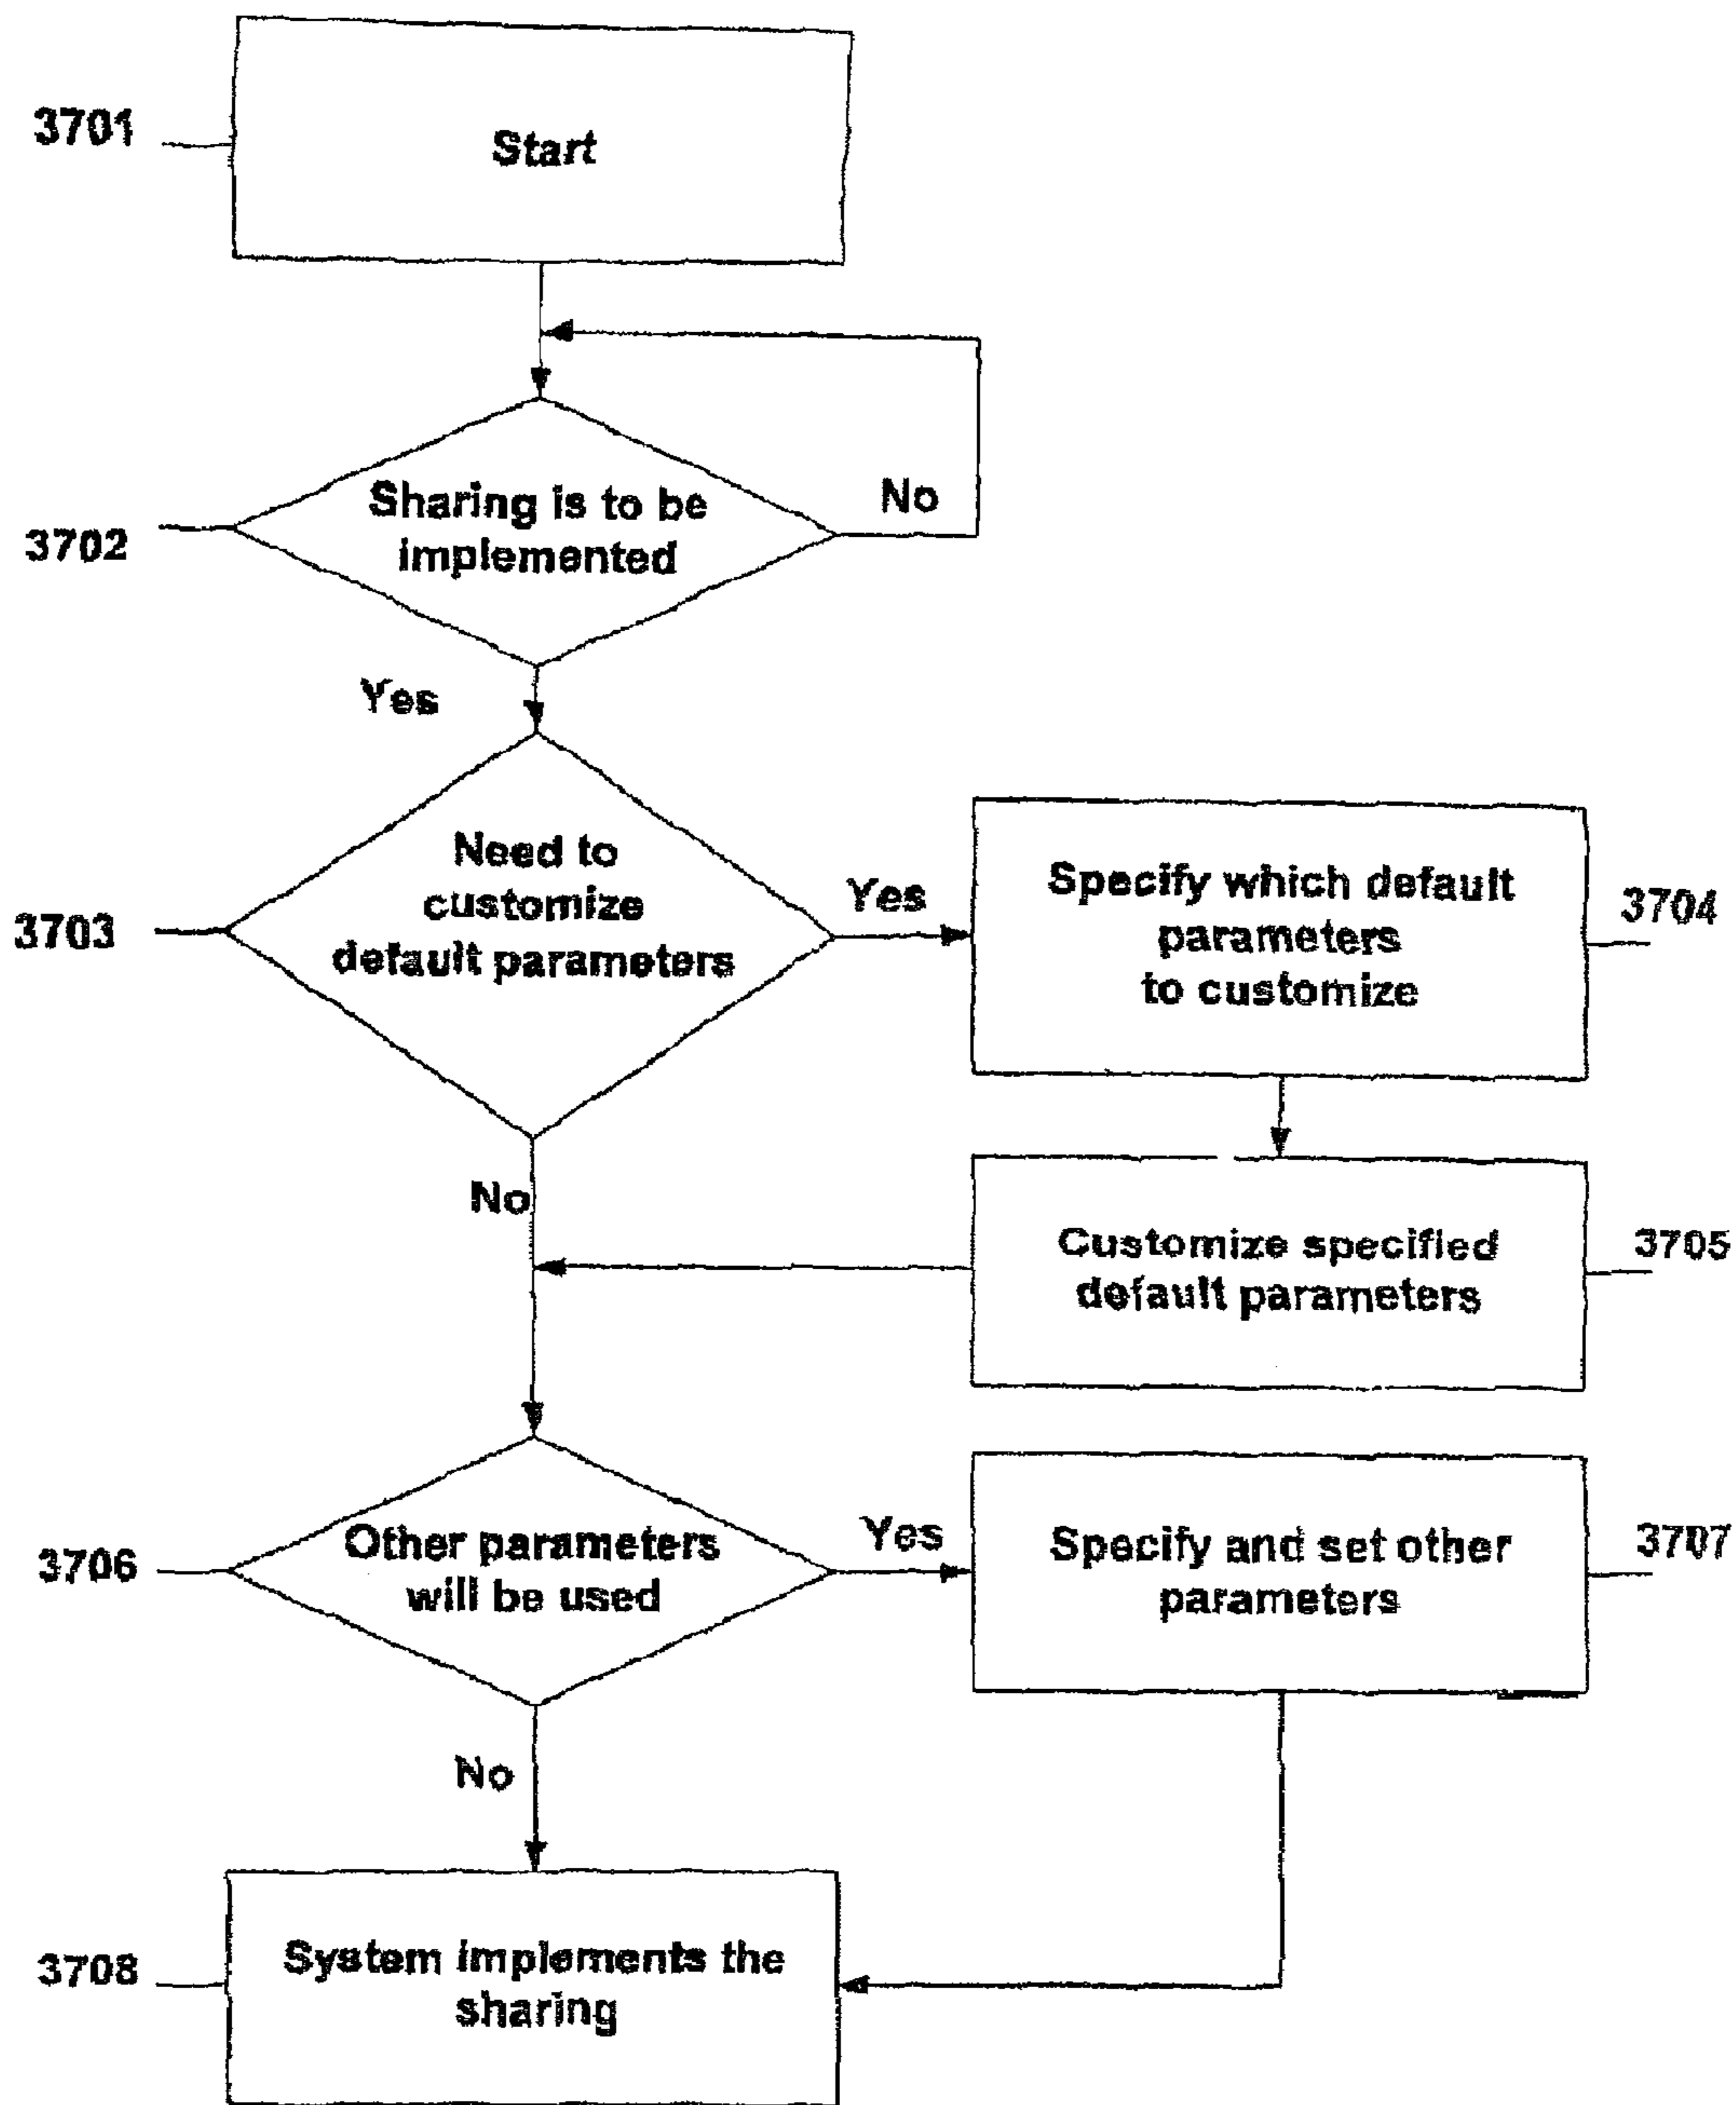 3701
Start
3702
Sharing is to be
implemented
No
Yes
3703
Need to
customize
default parameters
Yes
Specify which default
parameters
to customize
3704
No
Customize specified
default parameters
3705
3706
Other parameters
will be used
Yes
Specify and set other
parameters
3707
No
3708
System implements the
sharing